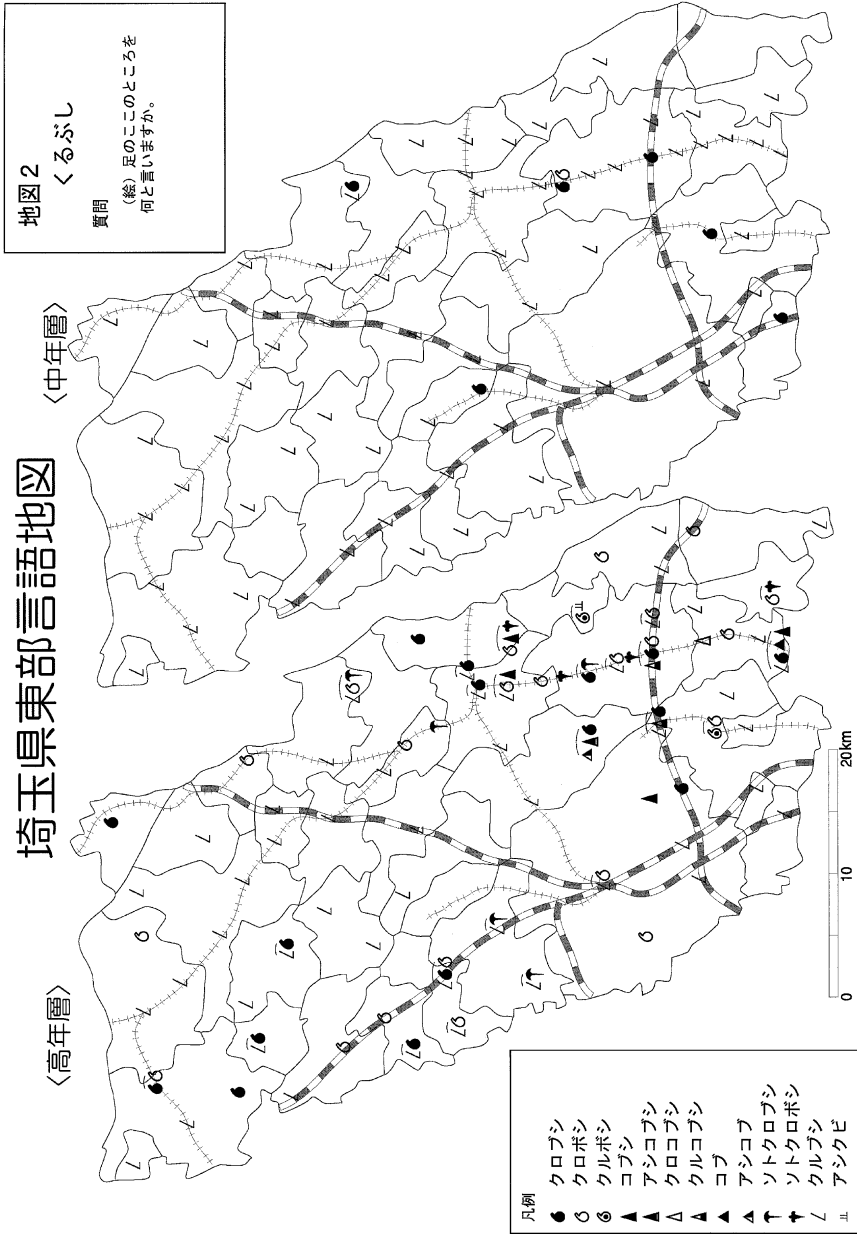 埼玉県東部言語地図
地図2
くるぶし
質問
(絵)足のここのところを
何と言いますか。
〈高年層〉
〈中年層〉
凡例
クロブシ
クロボシ
クルボシ
コブシ
アシコブシ
クロコブシ
クルコブシ
コブ
アシコブ
ソトクロブシ
ソトクロボシ
クルブシ
アシクビ
0 10 20km